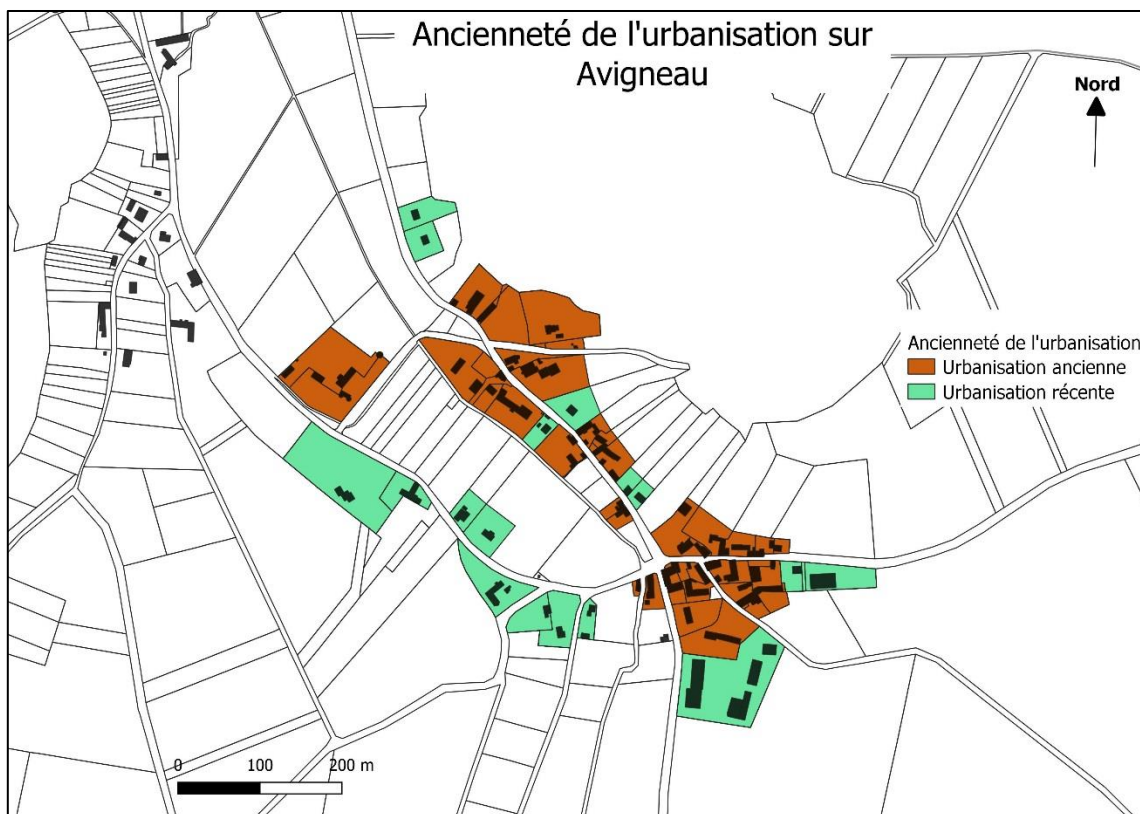 Ancienneté de l'urbanisation sur
Avigneau
Nord
Ancienneté de l'urbanisation
Urbanisation ancienne
Urbanisation récente
0 100 200 m